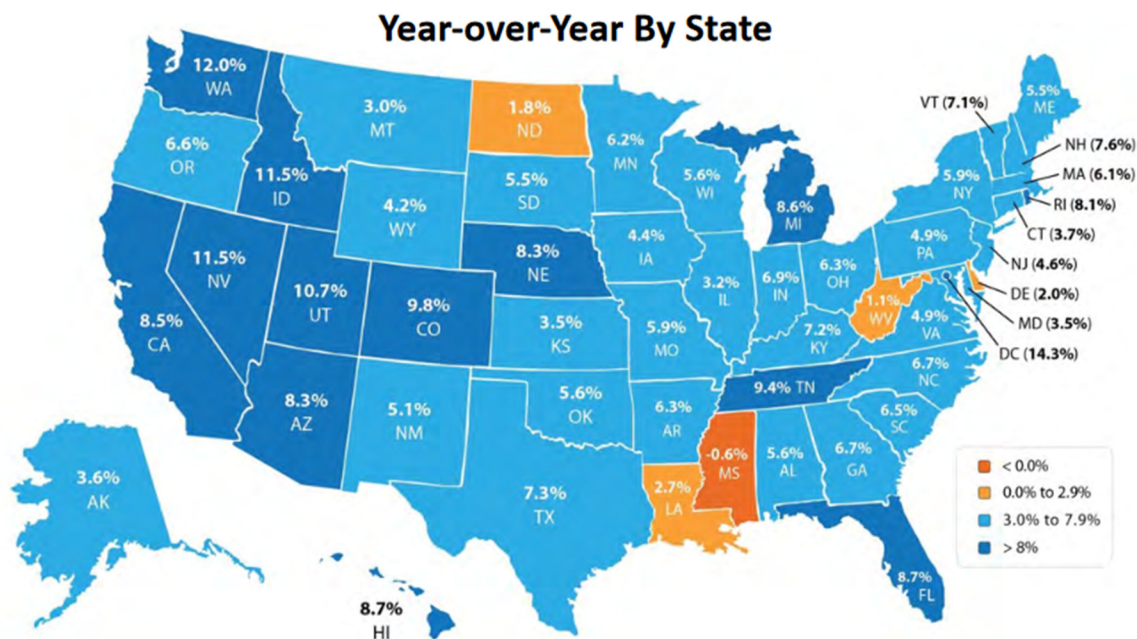 Year-over-Year By State
12.0%
WA
3.0%
MT
1.8%
ND
6.2%
MN
5.5%
ME
VT (7.1%)
NH (7.6%)
MA (6.1%)
RI (8.1%)
CT (3.7%)
NJ (4.6%)
DE (2.0%)
MD (3.5%)
DC (14.3%)
6.6%
OR
11.5%
ID
4.2%
WY
5.5%
SD
5.6%
WI
8.6%
MI
5.9%
NY
8.5%
CA
11.5%
NV
10.7%
UT
9.8%
CO
8.3%
NE
4.4%
IA
3.2%
IL
6.9%
IN
6.3%
OH
4.9%
PA
1.1%
WV
4.9%
VA
3.5%
KS
5.9%
MO
7.2%
KY
6.7%
NC
8.3%
AZ
5.1%
NM
5.6%
OK
6.3%
AR
9.4% TN
6.5%
SC
7.3%
TX
2.7%
LA
-0.6%
MS
5.6%
AL
6.7%
GA
8.7%
FL
3.6%
AK
8.7%
HI
< 0.0%
0.0% to 2.9%
3.0% to 7.9%
> 8%